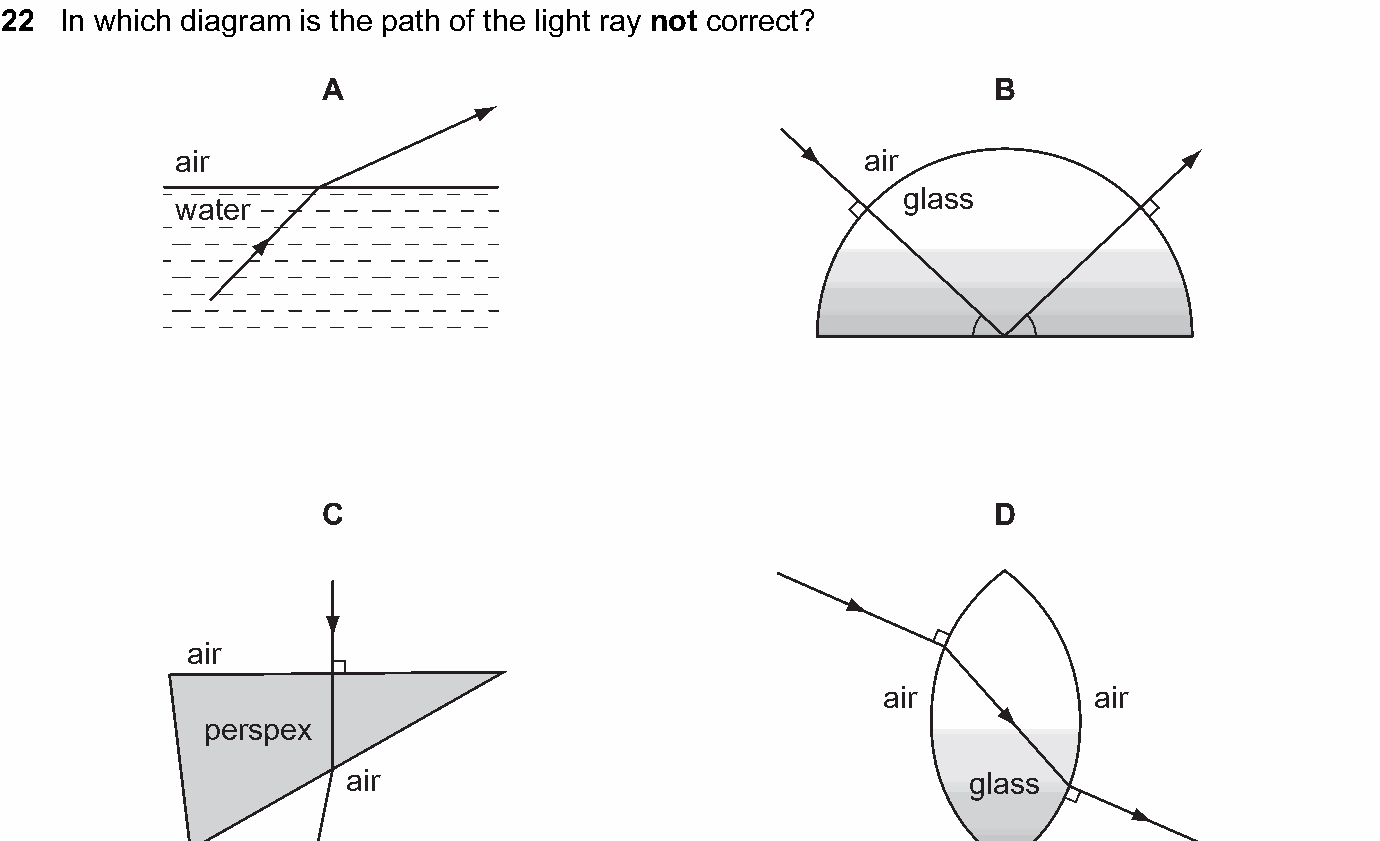 22 In which diagram is the path of the light ray not correct?
A
B
air
water
air
glass
C
D
air
perspex
air
air
air
glass